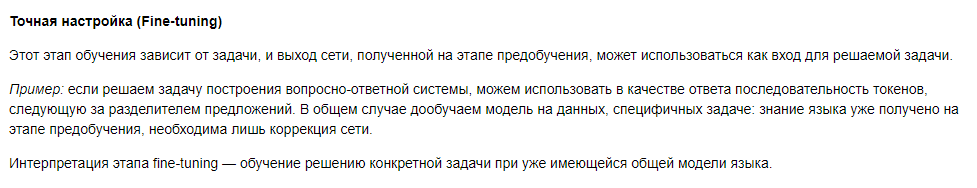 Точная настройка (Fine-tuning)
Этот этап обучения зависит от задачи, и выход сети, полученной на этапе предобучения, может использоваться как вход для решаемой задачи.
Пример: если решаем задачу построения вопросно-ответной системы, можем использовать в качестве ответа последовательность токенов,
следующую за разделителем предложений. В общем случае дообучаем модель на данных, специфичных задаче: знание языка уже получено на
этапе предобучения, необходима лишь коррекция сети.
Интерпретация этапа fine-tuning — обучение решению конкретной задачи при уже имеющейся общей модели языка.